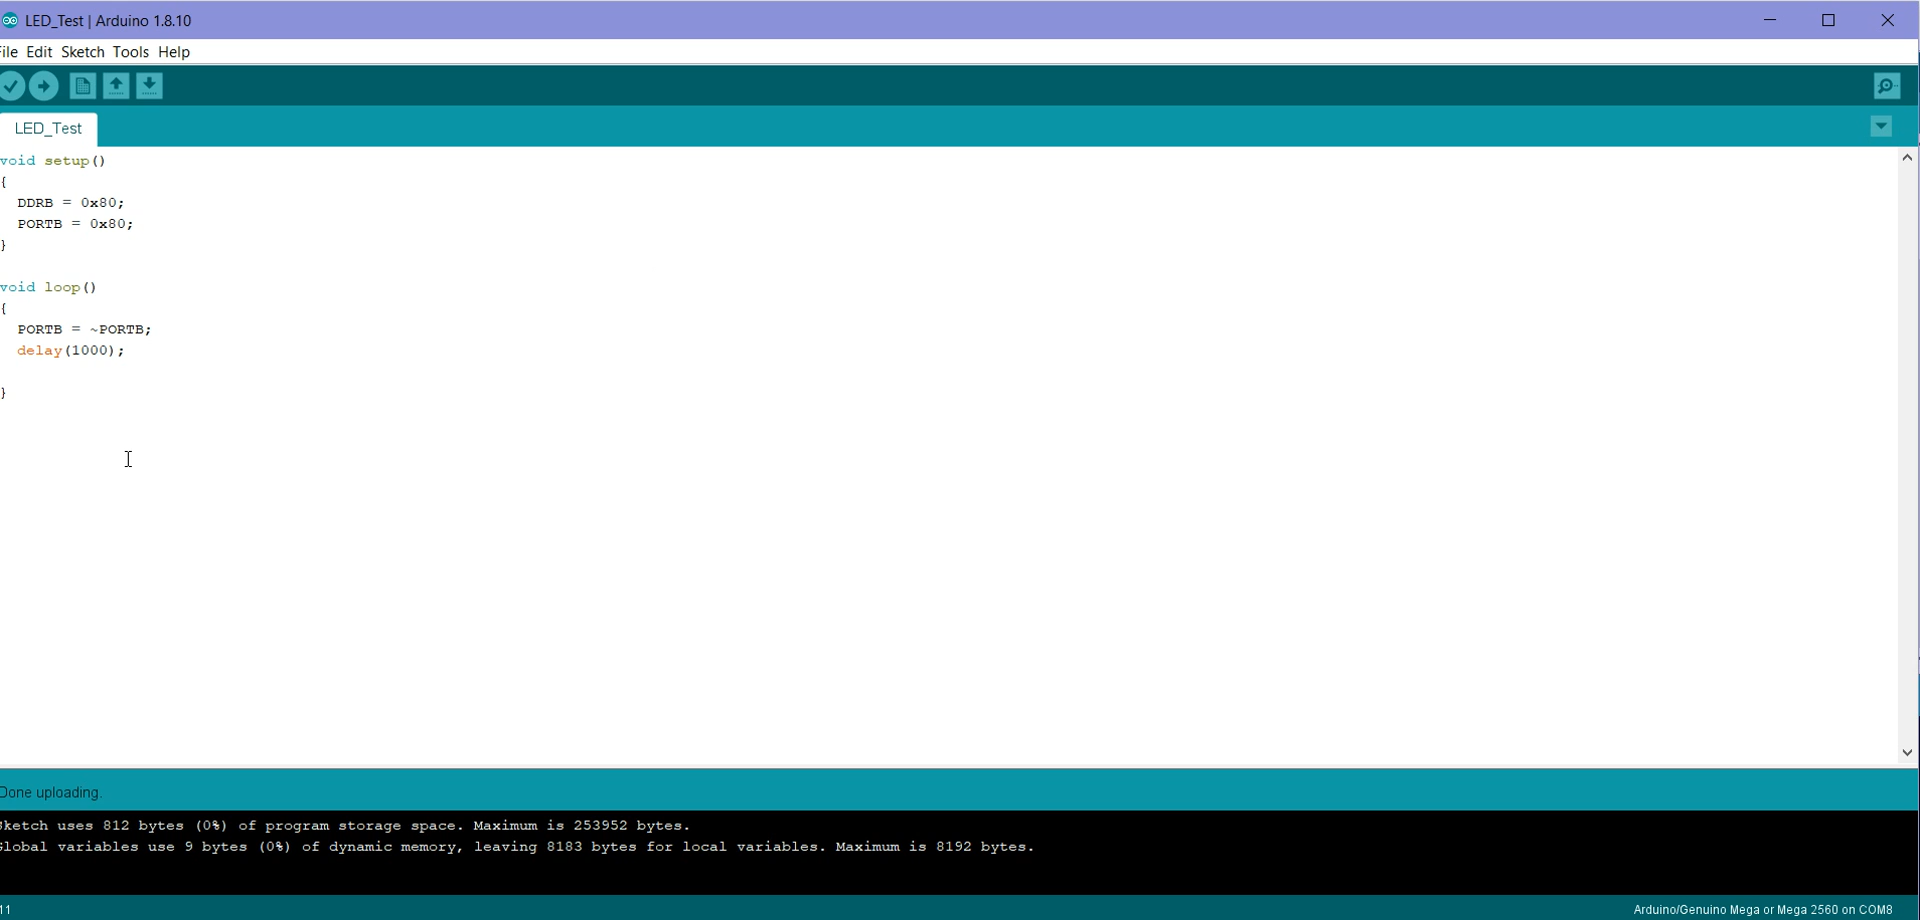 LED_Test | Arduino 1.8.10
ile Edit Sketch Tools Help
LED_Test
void setup()
{
DDRB = 0x80;
PORTB = 0x80;
}
void loop()
{
PORTB = ~PORTB;
delay(1000);
}
Done uploading.
Sketch uses 812 bytes (0%) of program storage space. Maximum is 253952 bytes.
Global variables use 9 bytes (0%) of dynamic memory, leaving 8183 bytes for local variables. Maximum is 8192 bytes.
11
Arduino/Genuino Mega or Mega 2560 on COM8